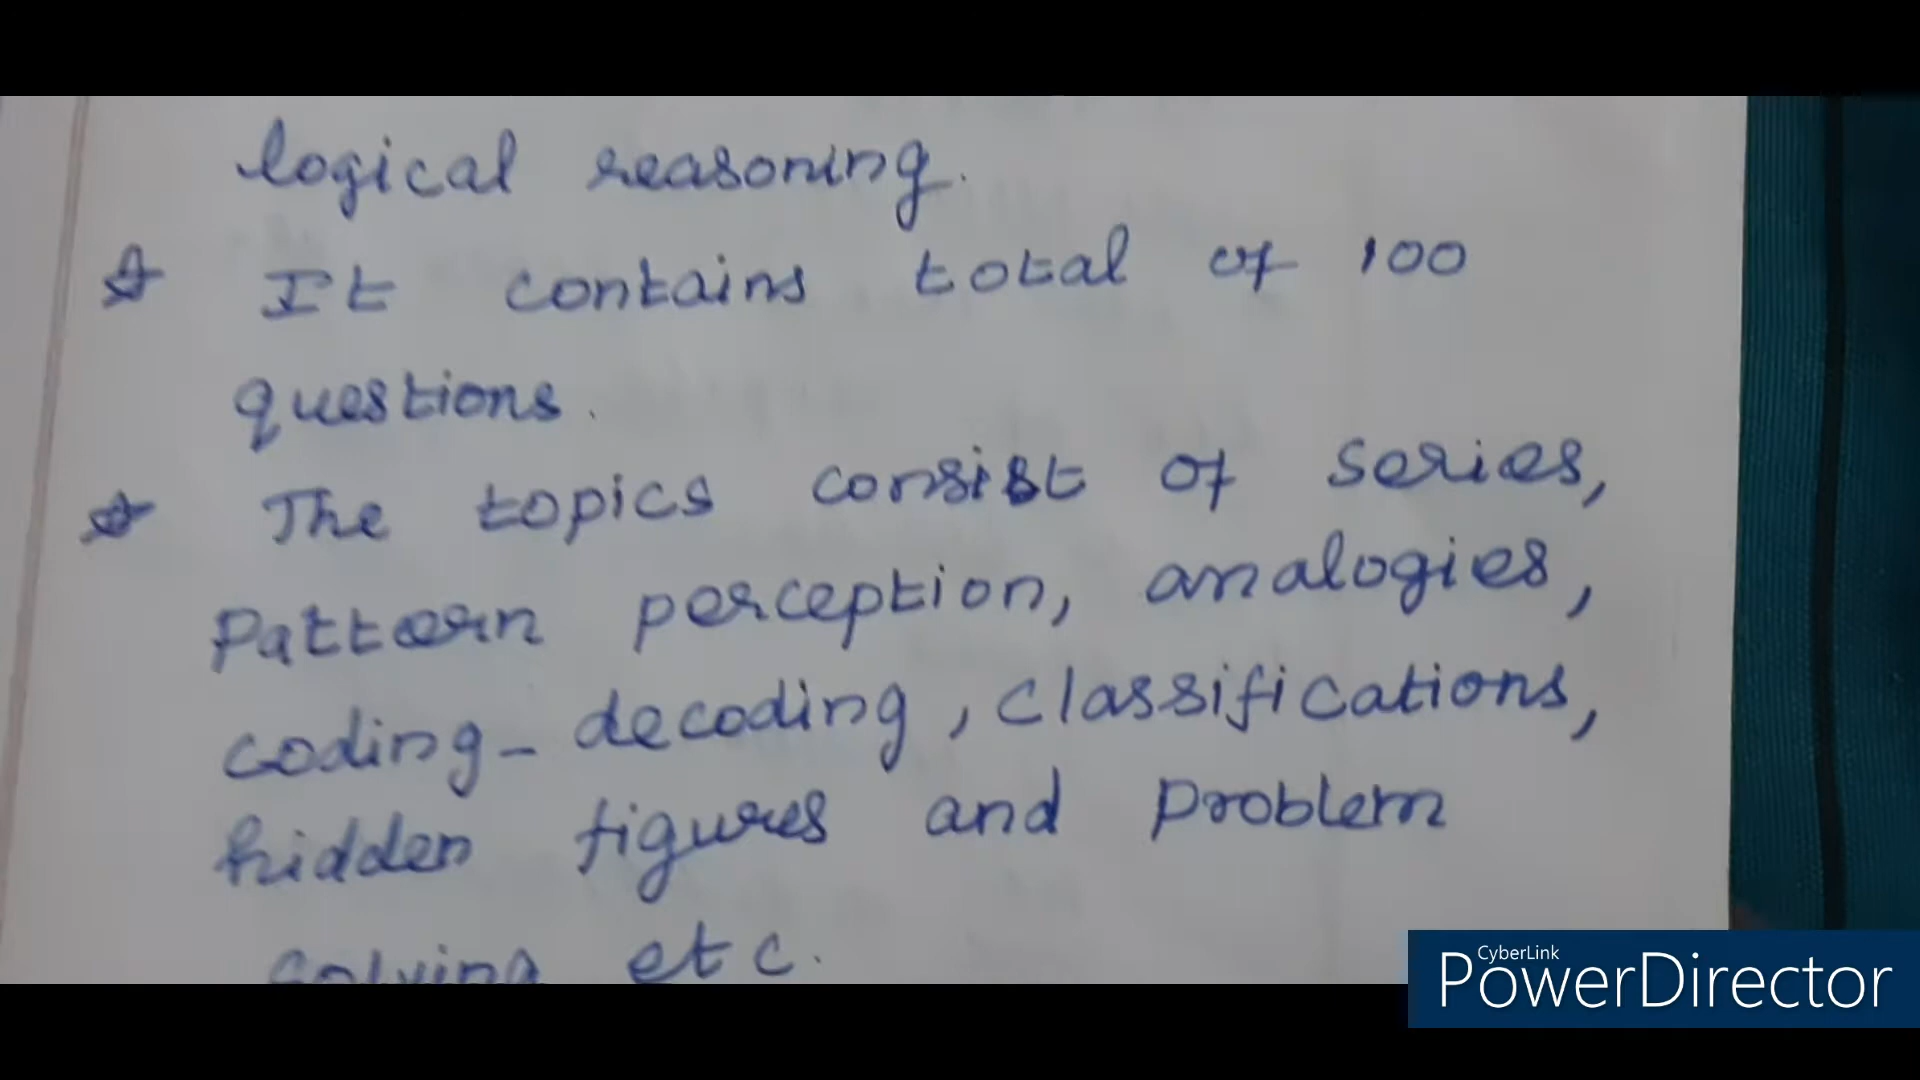 logical reasoning.
☆ It contains total of 100
questions.
☆ The topics consist of series,
Pattern perception, analogies,
coding - decoding, classifications,
hidden figures and problem
solving etc.
CyberLink
PowerDirector